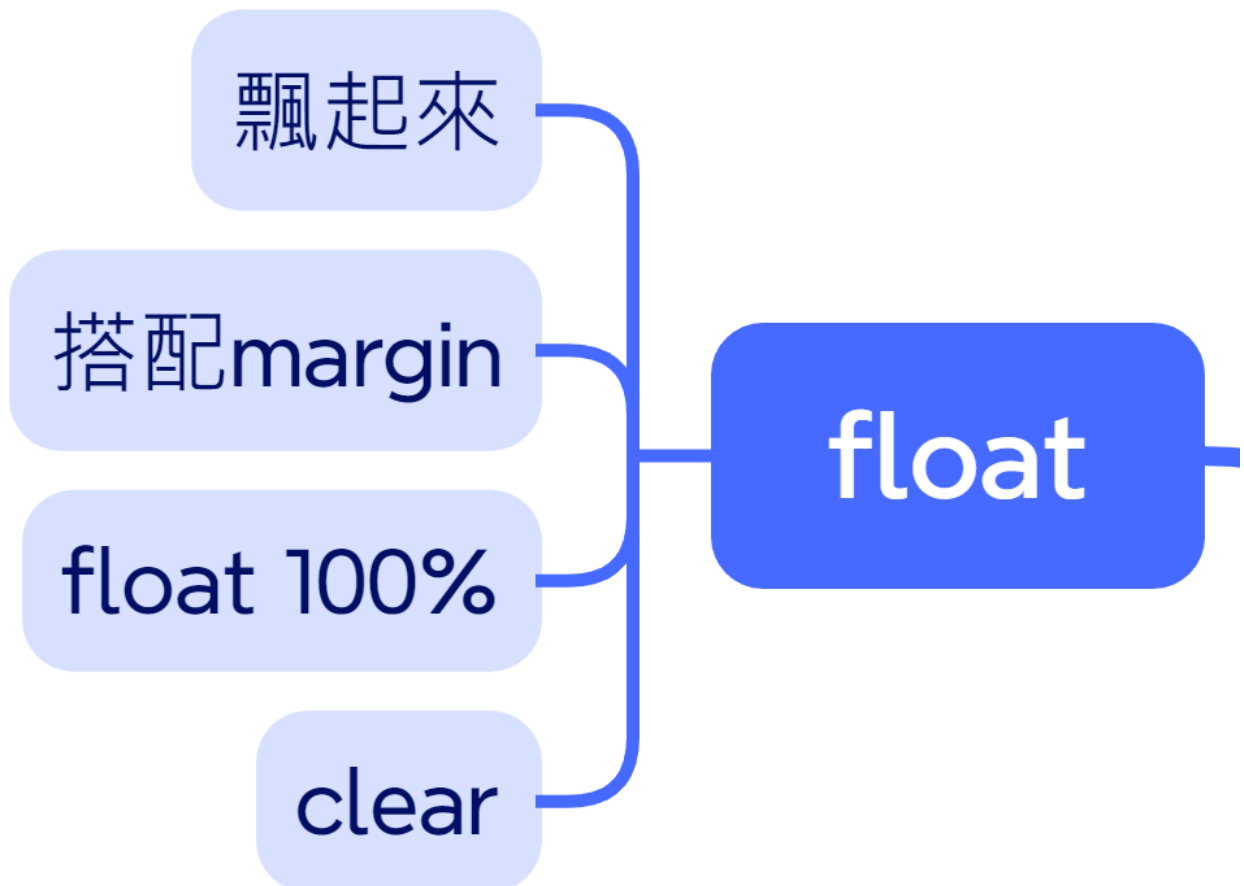 飄起來
搭配margin
float 100%
clear
float